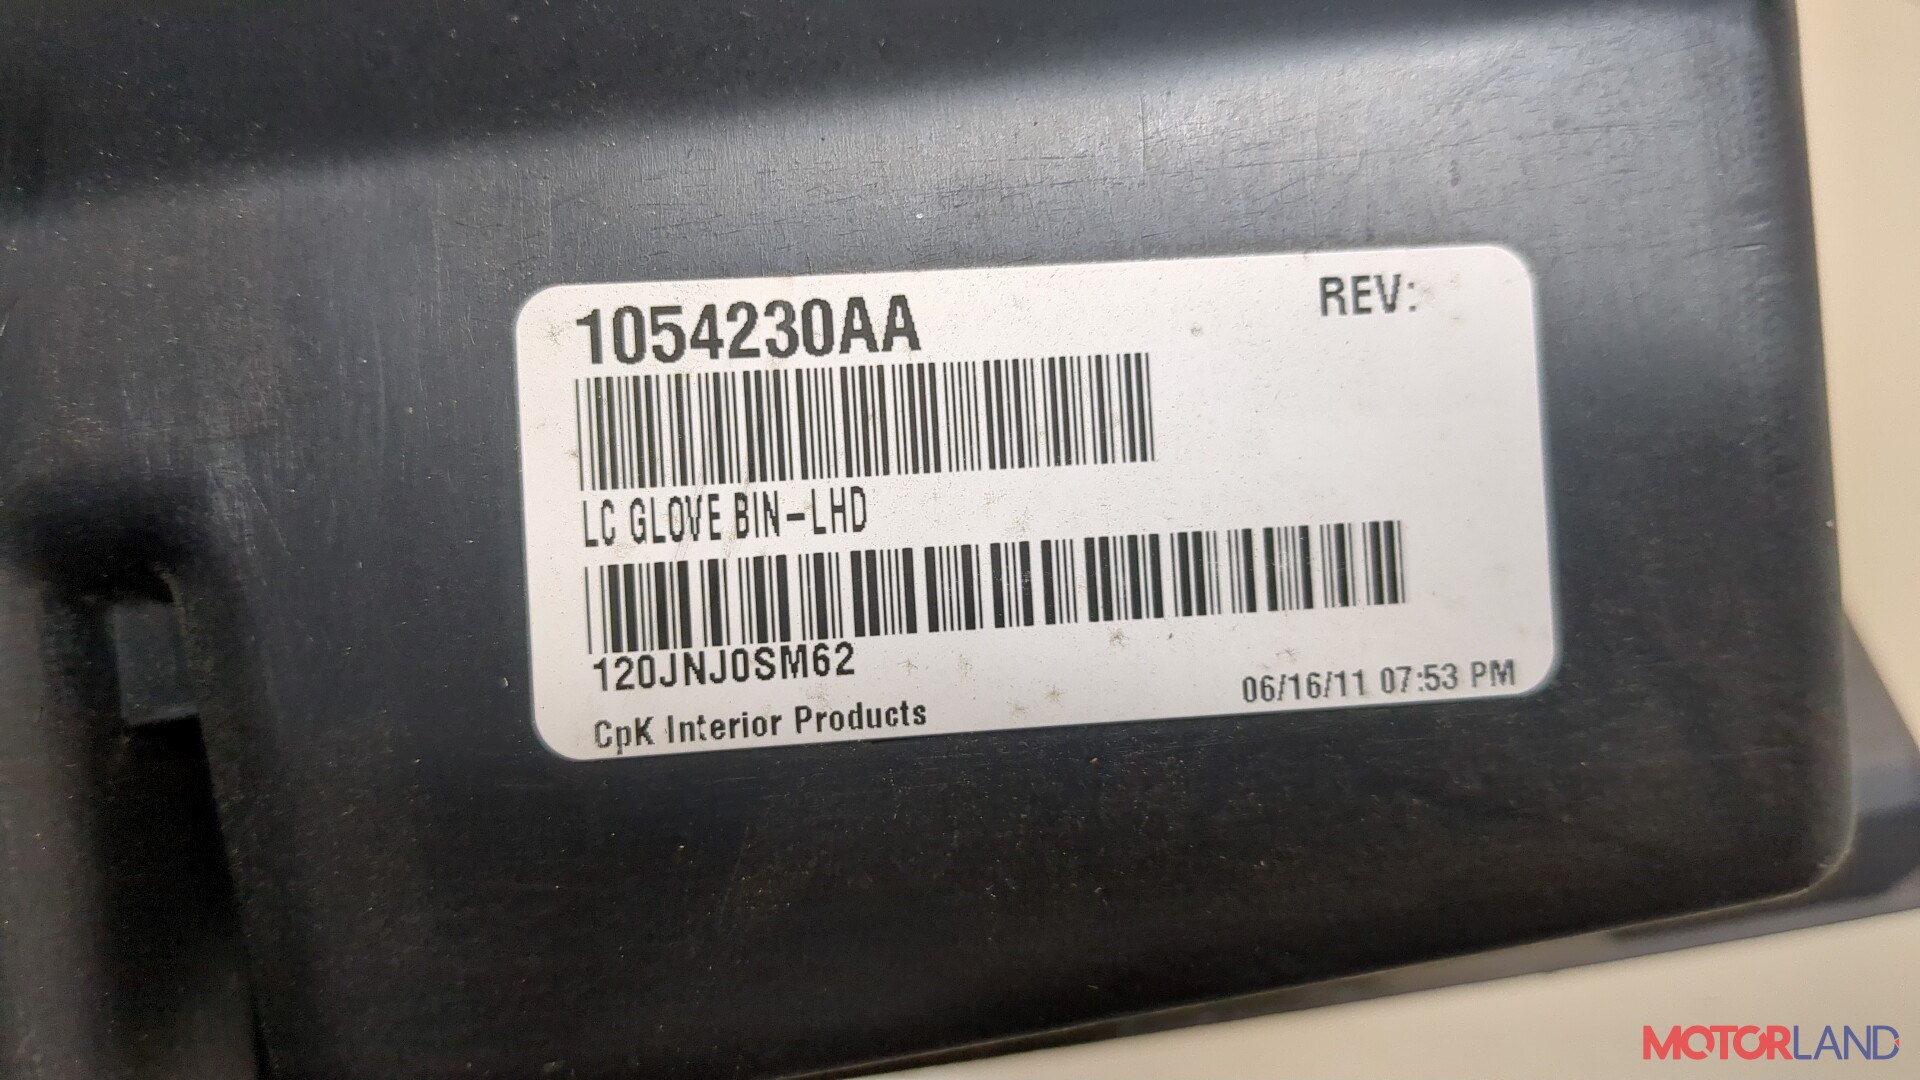 1054230AA
REV:
LC GLOVE BIN-LHD
120JNJ0SM62
CpK Interior Products
06/16/11 07:53 PM
MOTORLAND